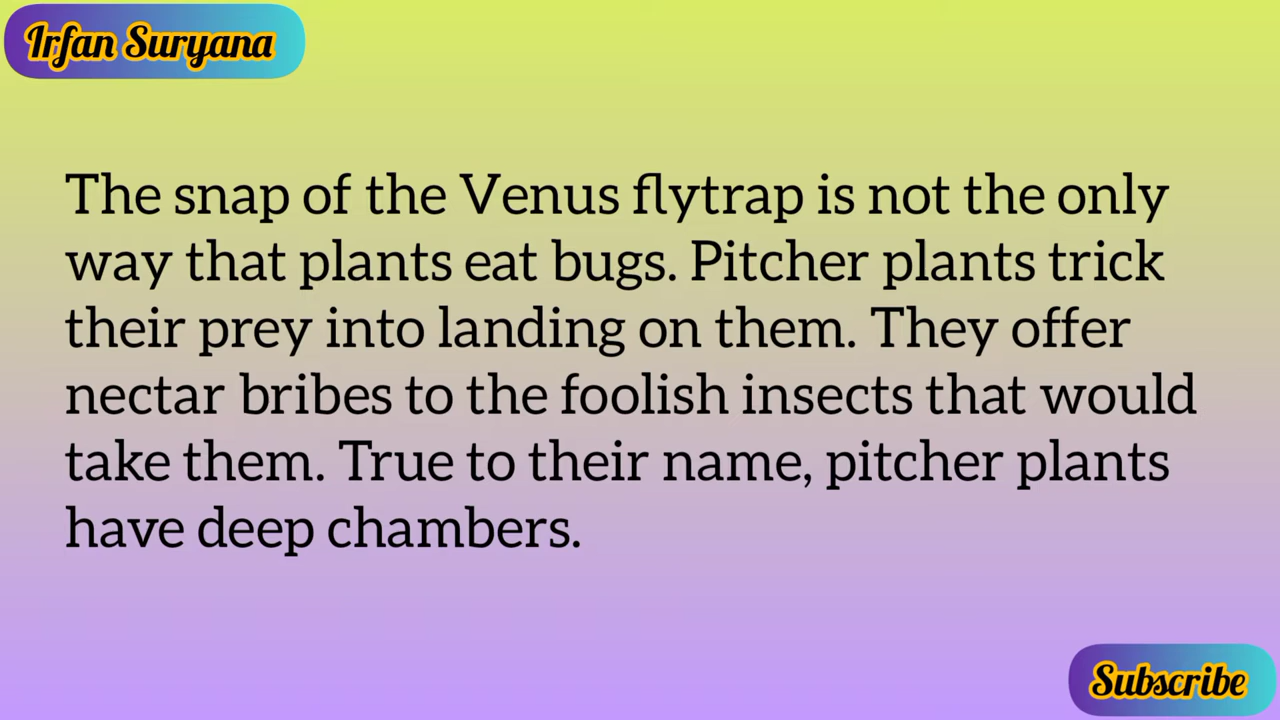 Irfan Suryana
The snap of the Venus flytrap is not the only
way that plants eat bugs. Pitcher plants trick
their prey into landing on them. They offer
nectar bribes to the foolish insects that would
take them. True to their name, pitcher plants
have deep chambers.
Subscribe